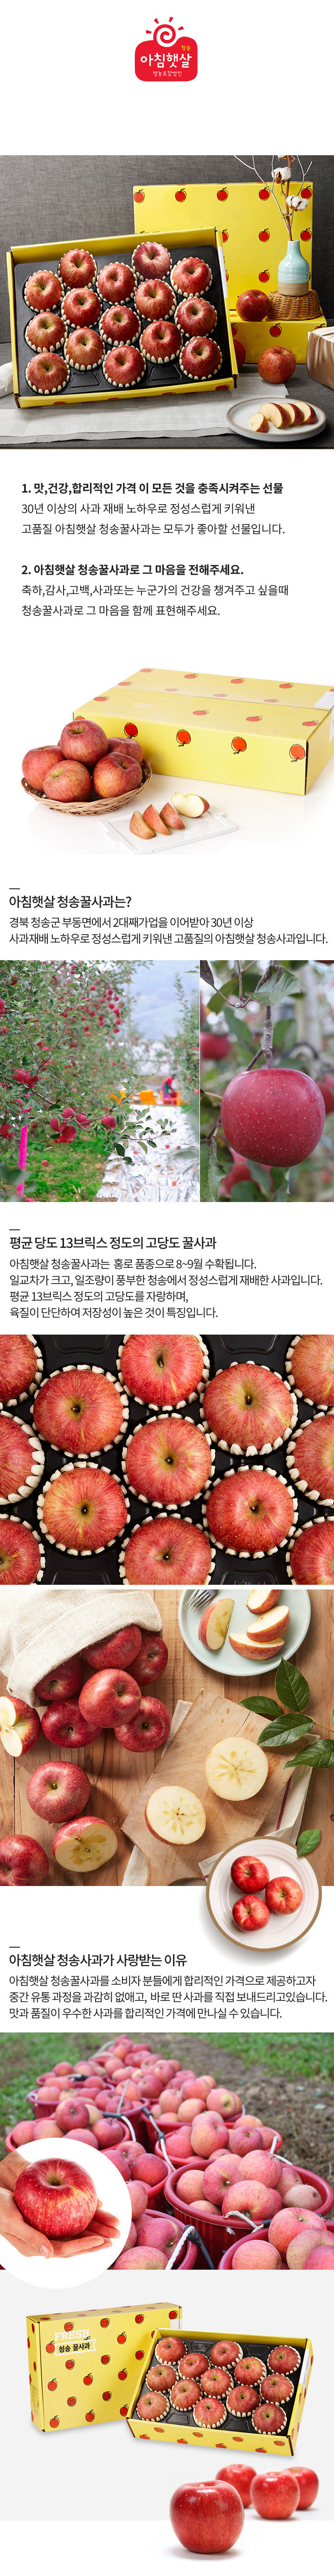 청송
아침햇살
영농조합법인
1. 맛,건강,합리적인 가격 이 모든 것을 충족시켜주는 선물
30년 이상의 사과 재배 노하우로 정성스럽게 키워낸
고품질 아침햇살 청송꿀사과는 모두가 좋아할 선물입니다.
2. 아침햇살 청송꿀사과로 그 마음을 전해주세요.
축하,감사,고백,사과또는 누군가의 건강을 챙겨주고 싶을때
청송꿀사과로 그 마음을 함께 표현해주세요.
아침햇살 청송꿀사과는?
경북 청송군 부동면에서 2대째가업을 이어받아 30년 이상
사과재배 노하우로 정성스럽게 키워낸 고품질의 아침햇살 청송사과입니다.
평균 당도 13브릭스 정도의 고당도 꿀사과
아침햇살 청송꿀사과는 홍로 품종으로 8~9월 수확됩니다.
일교차가 크고, 일조량이 풍부한 청송에서 정성스럽게 재배한 사과입니다.
평균 13브릭스 정도의 고당도를 자랑하며,
육질이 단단하여 저장성이 높은 것이 특징입니다.
아침햇살 청송사과가 사랑받는 이유
아침햇살 청송꿀사과를 소비자 분들에게 합리적인 가격으로 제공하고자
중간 유통 과정을 과감히 없애고, 바로 딴 사과를 직접 보내드리고있습니다.
맛과 품질이 우수한 사과를 합리적인 가격에 만나실 수 있습니다.
FRESH
청송 꿀사과